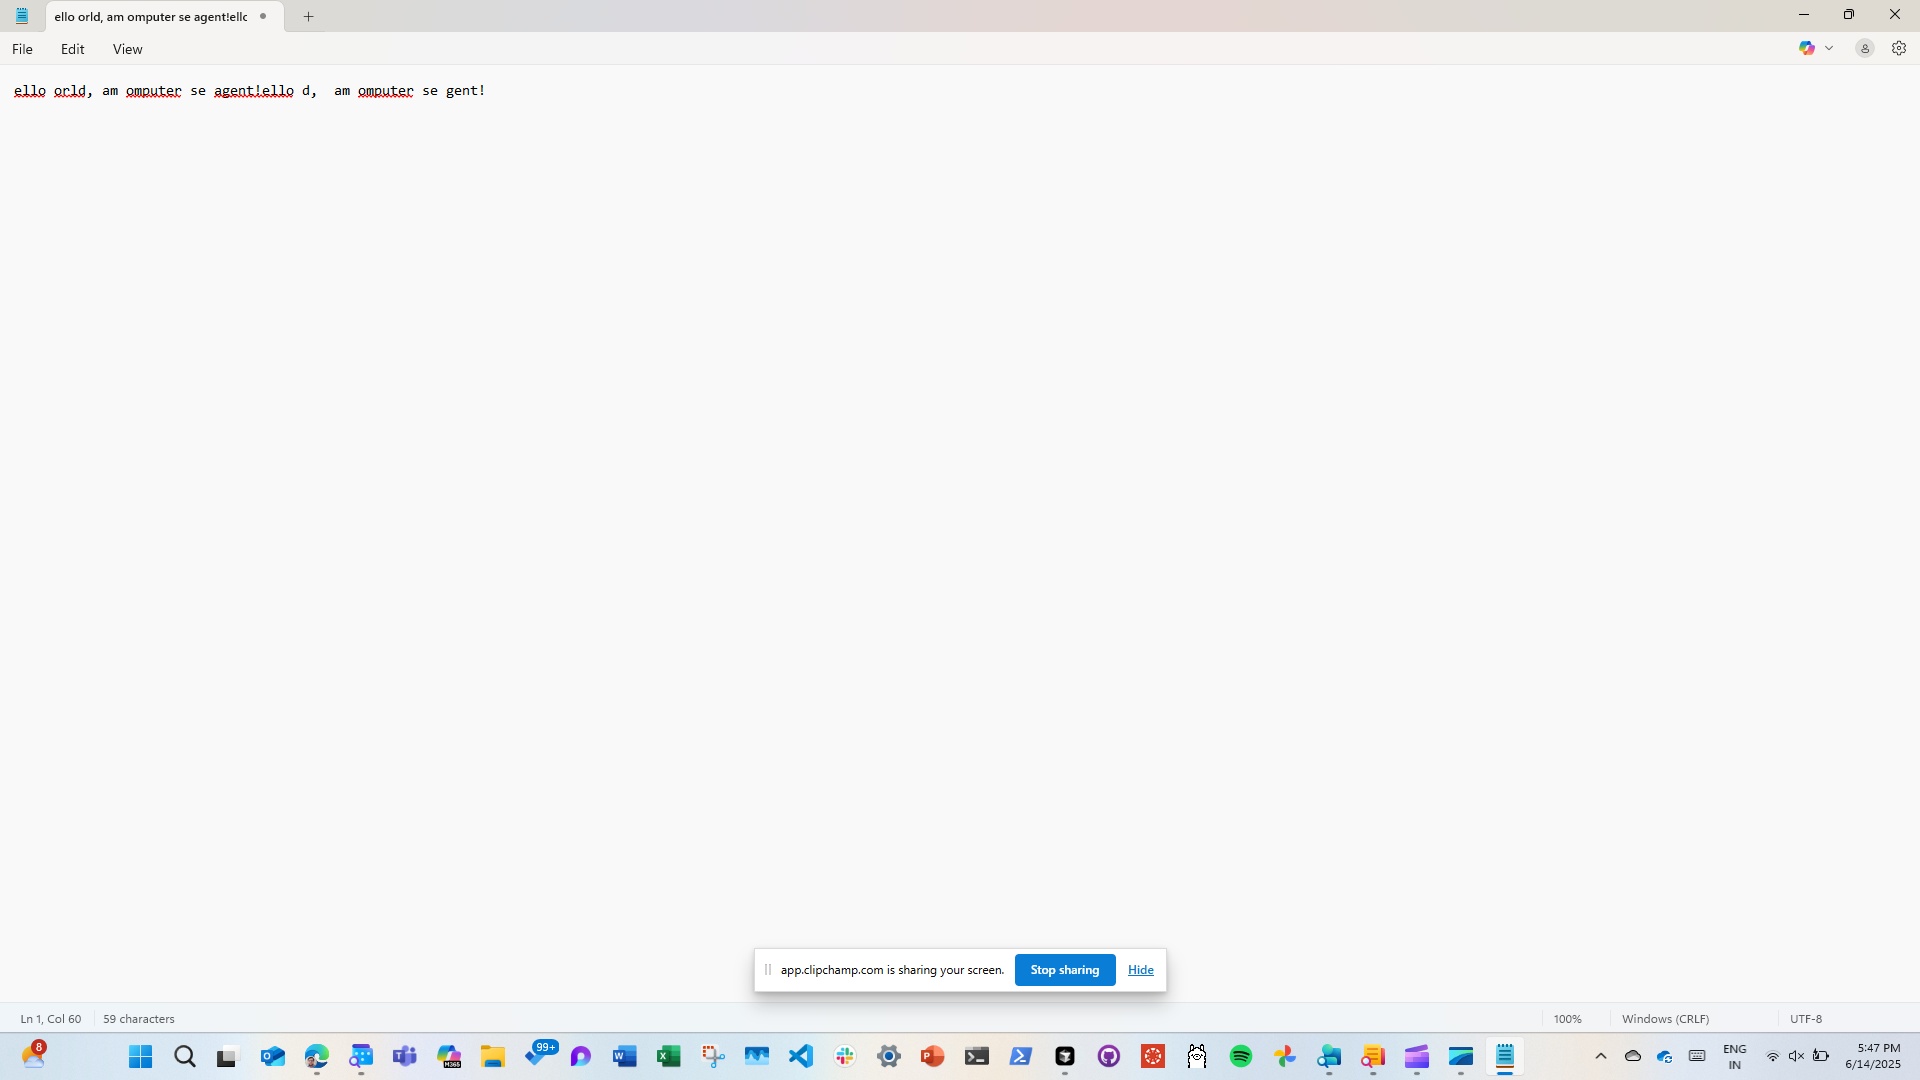 ello orld, am omputer se agent!ello
File Edit View
ello orld, am omputer se agent!ello d,  am omputer se gent!
app.clipchamp.com is sharing your screen. Stop sharing Hide
Ln 1, Col 60 59 characters 100% Windows (CRLF) UTF-8
8
99+
M365
ENG
IN
5:47 PM
6/14/2025